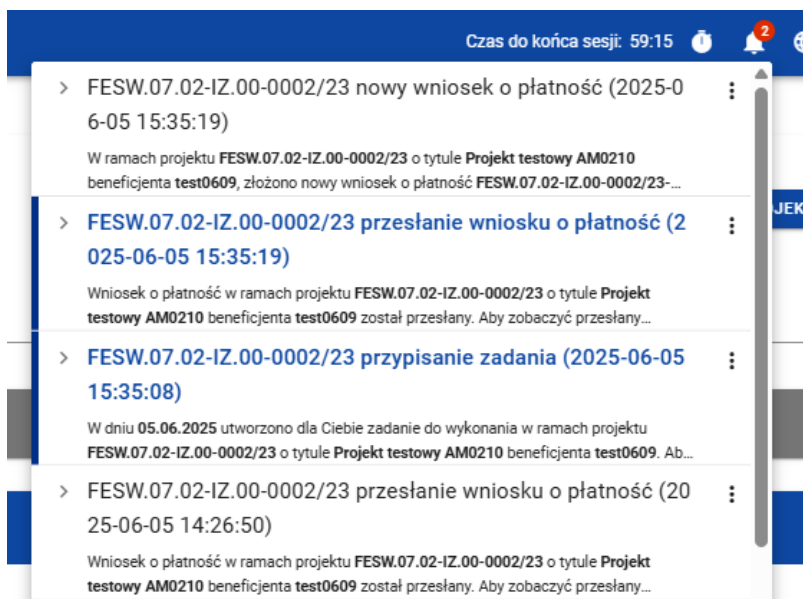 Czas do końca sesji: 59:15
2
FESW.07.02-IZ.00-0002/23 nowy wniosek o płatność (2025-0
6-05 15:35:19)
W ramach projektu FESW.07.02-IZ.00-0002/23 o tytule Projekt testowy AM0210
beneficjenta test0609, złożono nowy wniosek o płatność FESW.07.02-IZ.00-0002/23-...
JEK
FESW.07.02-IZ.00-0002/23 przesłanie wniosku o płatność (2
025-06-05 15:35:19)
Wniosek o płatność w ramach projektu FESW.07.02-IZ.00-0002/23 o tytule Projekt
testowy AM0210 beneficjenta test0609 został przesłany. Aby zobaczyć przesłany...
FESW.07.02-IZ.00-0002/23 przypisanie zadania (2025-06-05
15:35:08)
W dniu 05.06.2025 utworzono dla Ciebie zadanie do wykonania w ramach projektu
FESW.07.02-IZ.00-0002/23 o tytule Projekt testowy AM0210 beneficjenta test0609. Ab...
FESW.07.02-IZ.00-0002/23 przesłanie wniosku o płatność (20
25-06-05 14:26:50)
Wniosek o płatność w ramach projektu FESW.07.02-IZ.00-0002/23 o tytule Projekt
testowy AM0210 beneficjenta test0609 został przesłany. Aby zobaczyć przesłany...